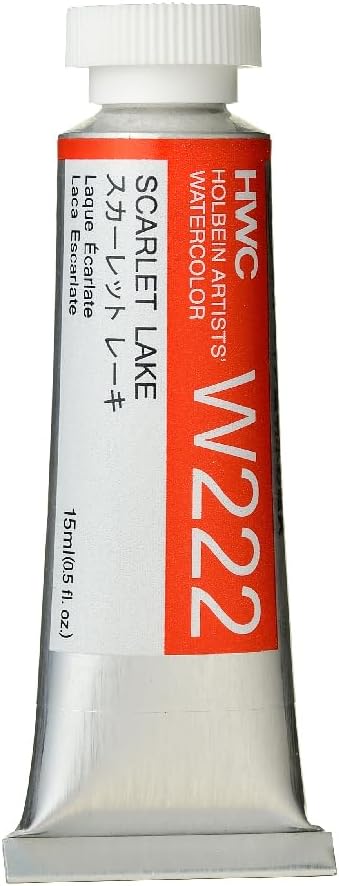 HWC
HOLBEIN ARTISTS'
WATERCOLOR
W222
SCARLET LAKE
スカーレット レーキ
Laque Écarlate
Laca Escarlate
15ml(0.5 fl. oz.)